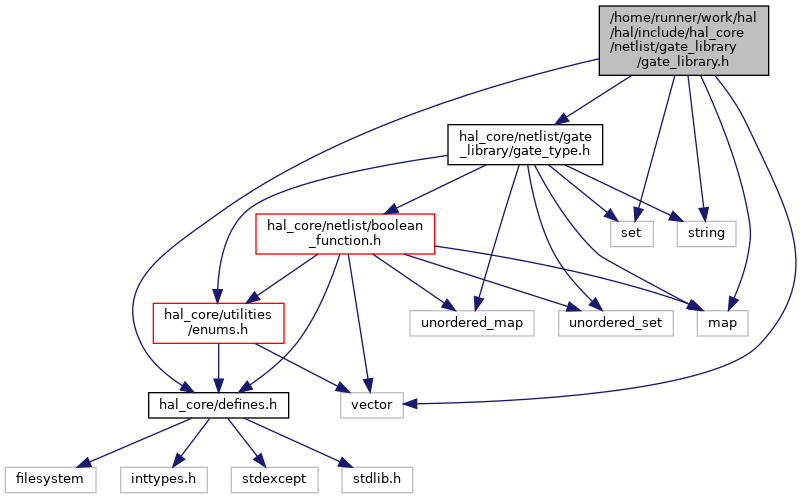 /home/runner/work/hal
/hal/include/hal_core
/netlist/gate_library
/gate_library.h
hal_core/netlist/gate
_library/gate_type.h
hal_core/netlist/boolean
_function.h
set
string
hal_core/utilities
/enums.h
unordered_map
unordered_set
map
hal_core/defines.h
vector
filesystem
inttypes.h
stdexcept
stdlib.h